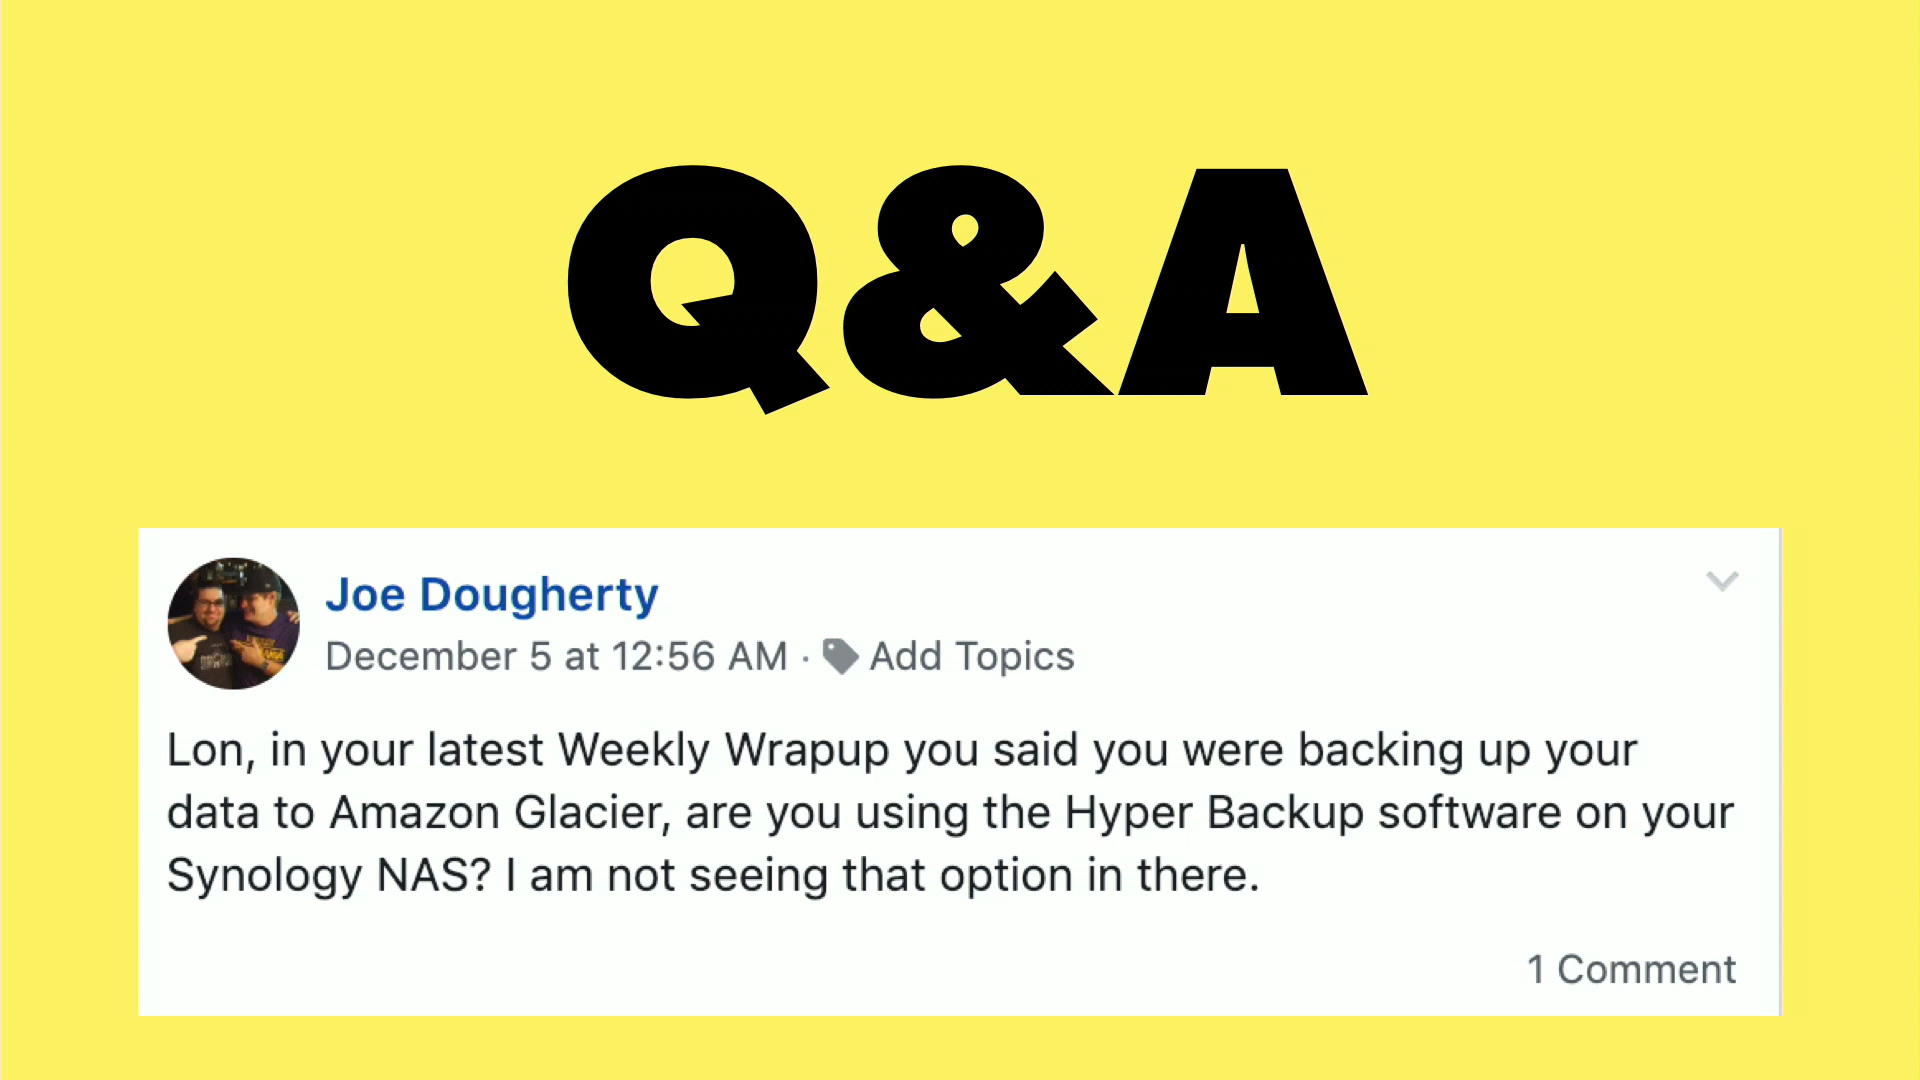 Q&A
Joe Dougherty
December 5 at 12:56 AM · Add Topics
Lon, in your latest Weekly Wrapup you said you were backing up your
data to Amazon Glacier, are you using the Hyper Backup software on your
Synology NAS? I am not seeing that option in there.
1 Comment